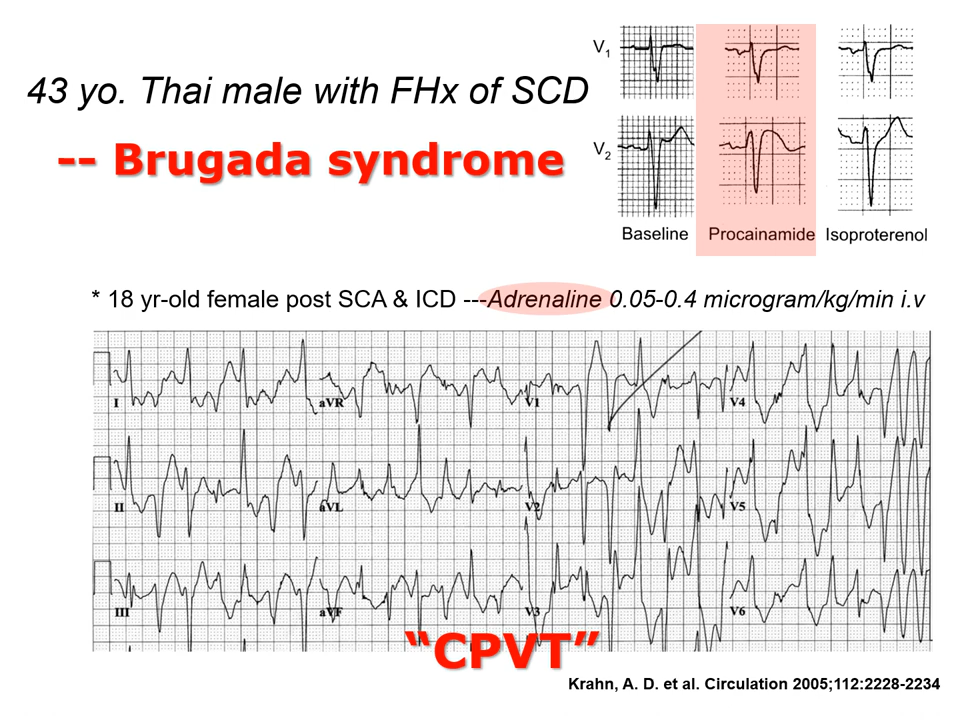 43 yo. Thai male with FHx of SCD
-- Brugada syndrome
V1
V2
Baseline Procainamide Isoproterenol
* 18 yr-old female post SCA & ICD ---Adrenaline 0.05-0.4 microgram/kg/min i.v
I aVR V1 V4
II aVL V2 V5
III aVF V3 V6
“CPVT”
Krahn, A. D. et al. Circulation 2005;112:2228-2234